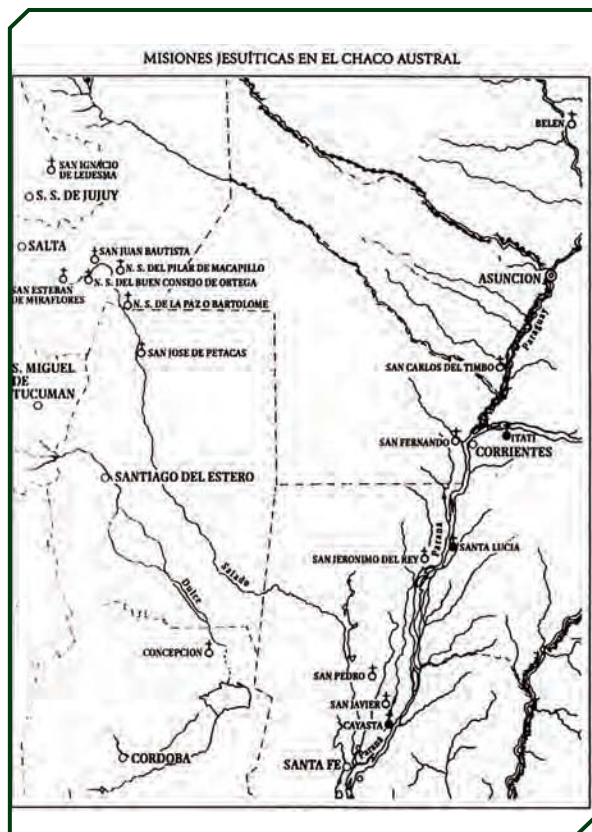 MISIONES JESUÍTICAS EN EL CHACO AUSTRAL
BELEN
SAN IGNACIO
DE LEDESMA
S. S. DE JUJUY
SALTA
SAN JUAN BAUTISTA
N. S. DEL PILAR DE MACAPILLO
SAN ESTEBAN
DE MIRAFLORES
N. S. DEL BUEN CONSEJO DE ORTEGA
N. S. DE LA PAZ O BARTOLOME
ASUNCION
Paraguay
SAN JOSE DE PETACAS
SAN CARLOS DEL TIMBO
S. MIGUEL
DE
TUCUMAN
SAN FERNANDO
ITATI
CORRIENTES
SANTIAGO DEL ESTERO
Paraná
SAN JERONIMO DEL REY
SANTA LUCIA
Salado
Dulce
CONCEPCION
SAN PEDRO
SAN JAVIER
CAYASTA
CORDOBA
SANTA FE
Paraná